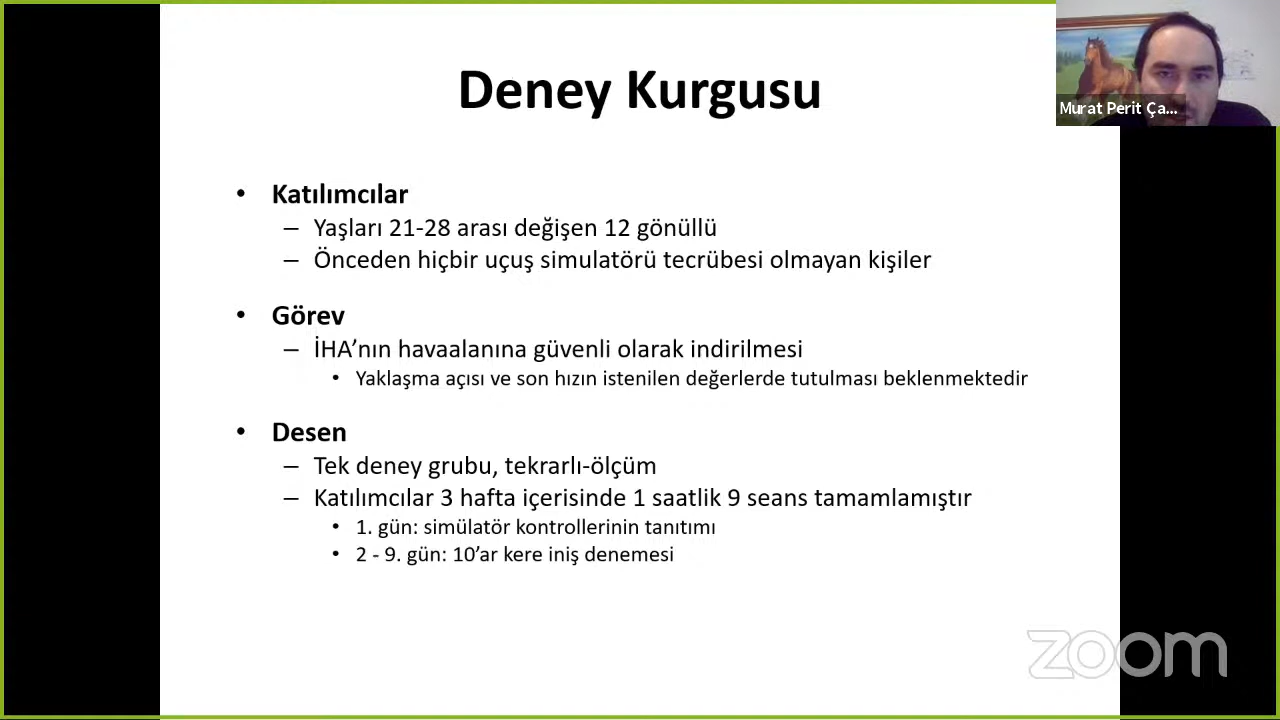 Deney Kurgusu
Murat Perit Ça...
• Katılımcılar
– Yaşları 21-28 arası değişen 12 gönüllü
– Önceden hiçbir uçuş simulatörü tecrübesi olmayan kişiler
• Görev
– İHA’nın havaalanına güvenli olarak indirilmesi
• Yaklaşma açısı ve son hızın istenilen değerlerde tutulması beklenmektedir
• Desen
– Tek deney grubu, tekrarlı-ölçüm
– Katılımcılar 3 hafta içerisinde 1 saatlik 9 seans tamamlamıştır
• 1. gün: simülatör kontrollerinin tanıtımı
• 2 - 9. gün: 10’ar kere iniş denemesi
zoom